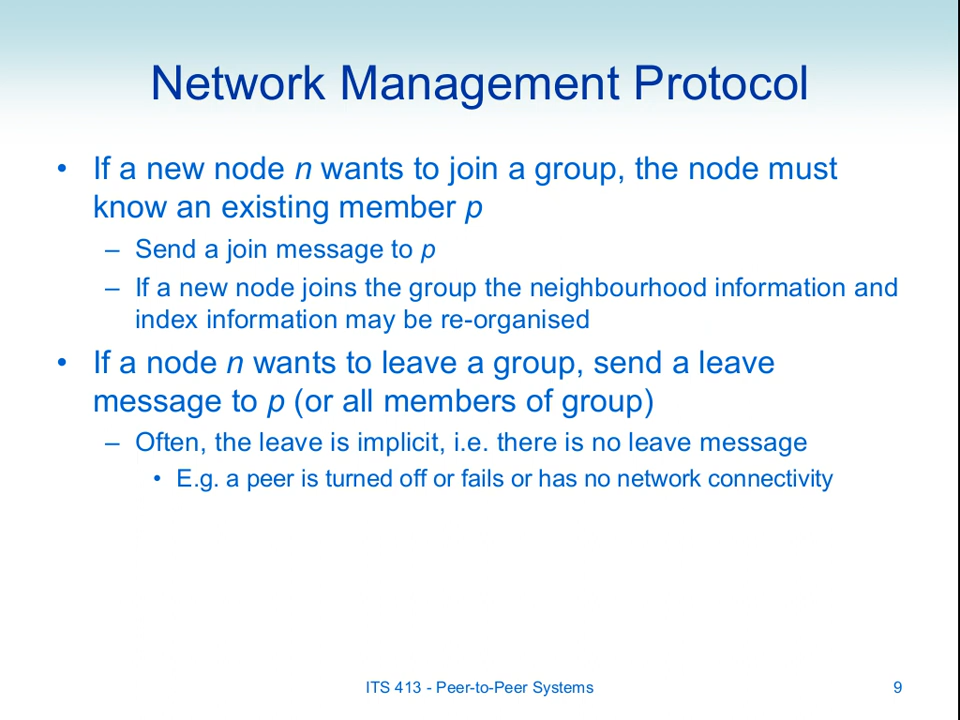 Network Management Protocol
• If a new node n wants to join a group, the node must
know an existing member p
– Send a join message to p
– If a new node joins the group the neighbourhood information and
index information may be re-organised
• If a node n wants to leave a group, send a leave
message to p (or all members of group)
– Often, the leave is implicit, i.e. there is no leave message
• E.g. a peer is turned off or fails or has no network connectivity
ITS 413 - Peer-to-Peer Systems
9